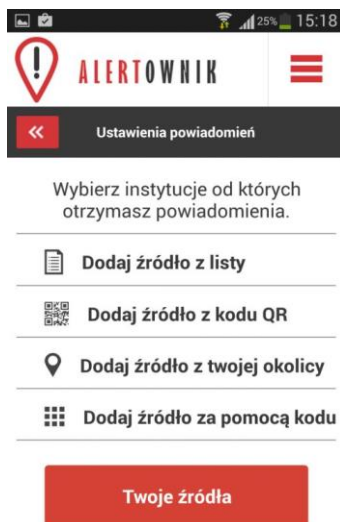 25% 15:18
ALERTOWNIK
Ustawienia powiadomień
Wybierz instytucje od których
otrzymasz powiadomienia.
Dodaj źródło z listy
Dodaj źródło z kodu QR
Dodaj źródło z twojej okolicy
Dodaj źródło za pomocą kodu
Twoje źródła